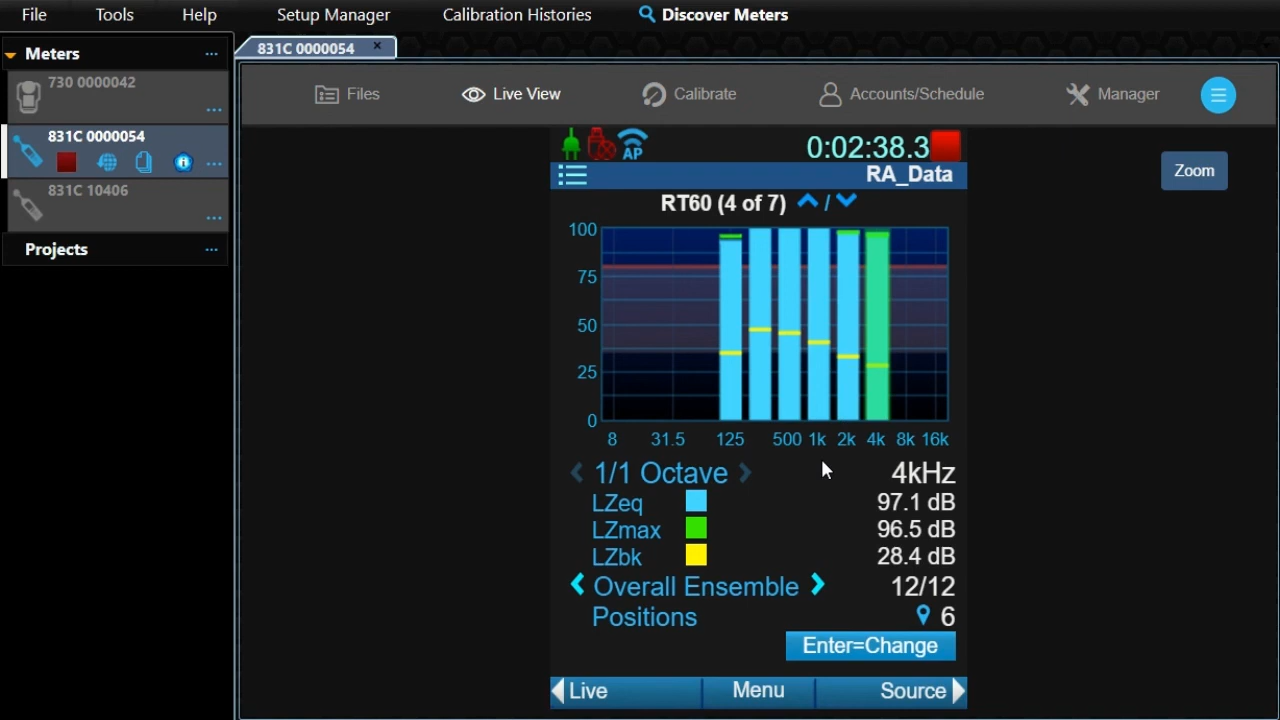 File Tools Help Setup Manager Calibration Histories Discover Meters
Meters ...
730 0000042
...
831C 0000054
...
831C 10406
...
Projects ...
831C 0000054 ×
Files Live View Calibrate Accounts/Schedule Manager
Zoom
AP 0:02:38.3
RA_Data
RT60 (4 of 7) /
100
75
50
25
0
8 31.5 125 500 1k 2k 4k 8k 16k
1/1 Octave 4kHz
LZeq 97.1 dB
LZmax 96.5 dB
LZbk 28.4 dB
Overall Ensemble 12/12
Positions 6
Enter=Change
Live Menu Source